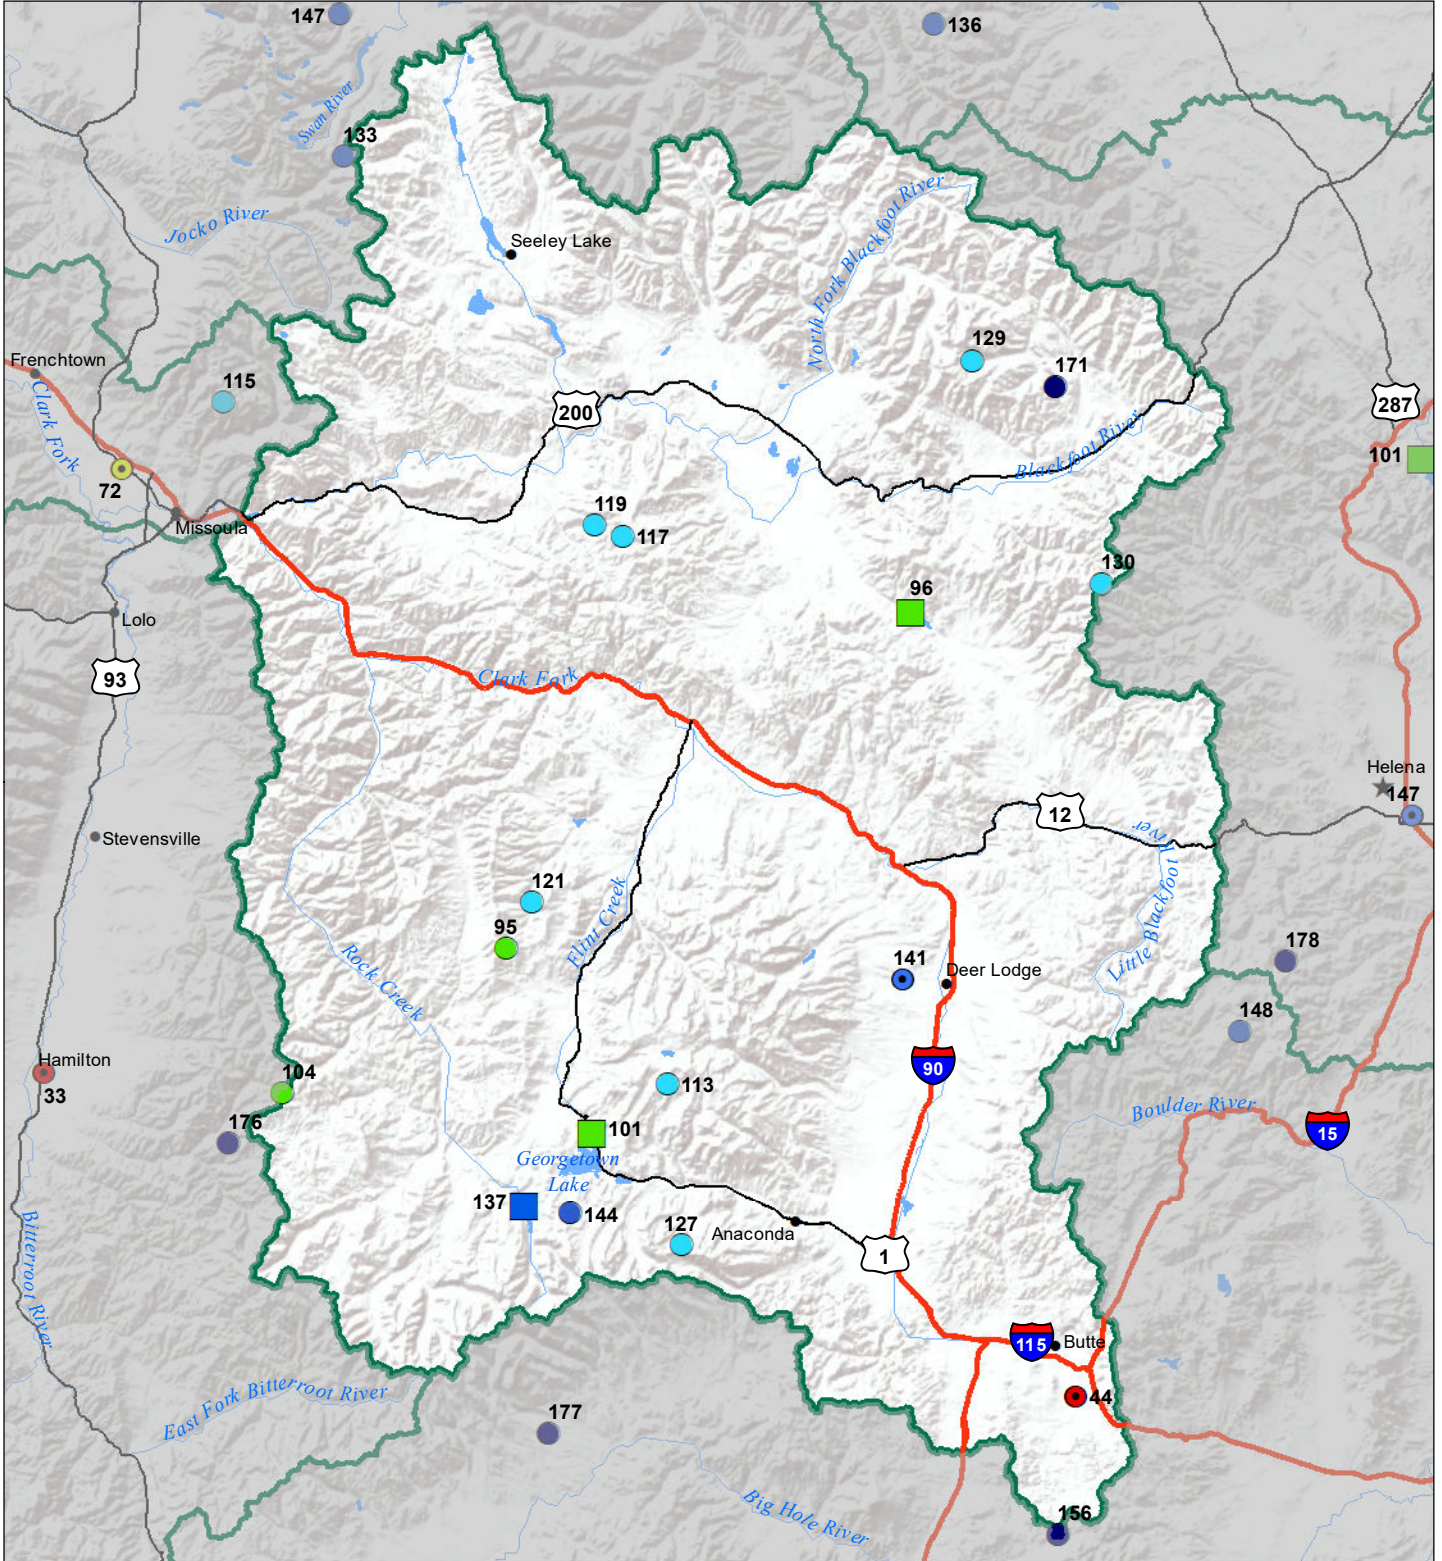 147
136
Swan River
133
Jocko River
North Fork Blackfoot River
Seeley Lake
129
171
Frenchtown
115
200
287
Clark Fork
Blackfoot River
101
72
119
117
Missoula
130
96
Lolo
93
Clark Fork
Helena
147
12
Stevensville
Little Blackfoot River
121
Flint Creek
95
178
141
Deer Lodge
Rock Creek
148
Hamilton
33
104
90
113
Boulder River
176
101
15
Georgetown
Lake
137
144
127
Anaconda
1
Bitterroot River
115
Butte
East Fork Bitterroot River
44
177
Big Hole River
156